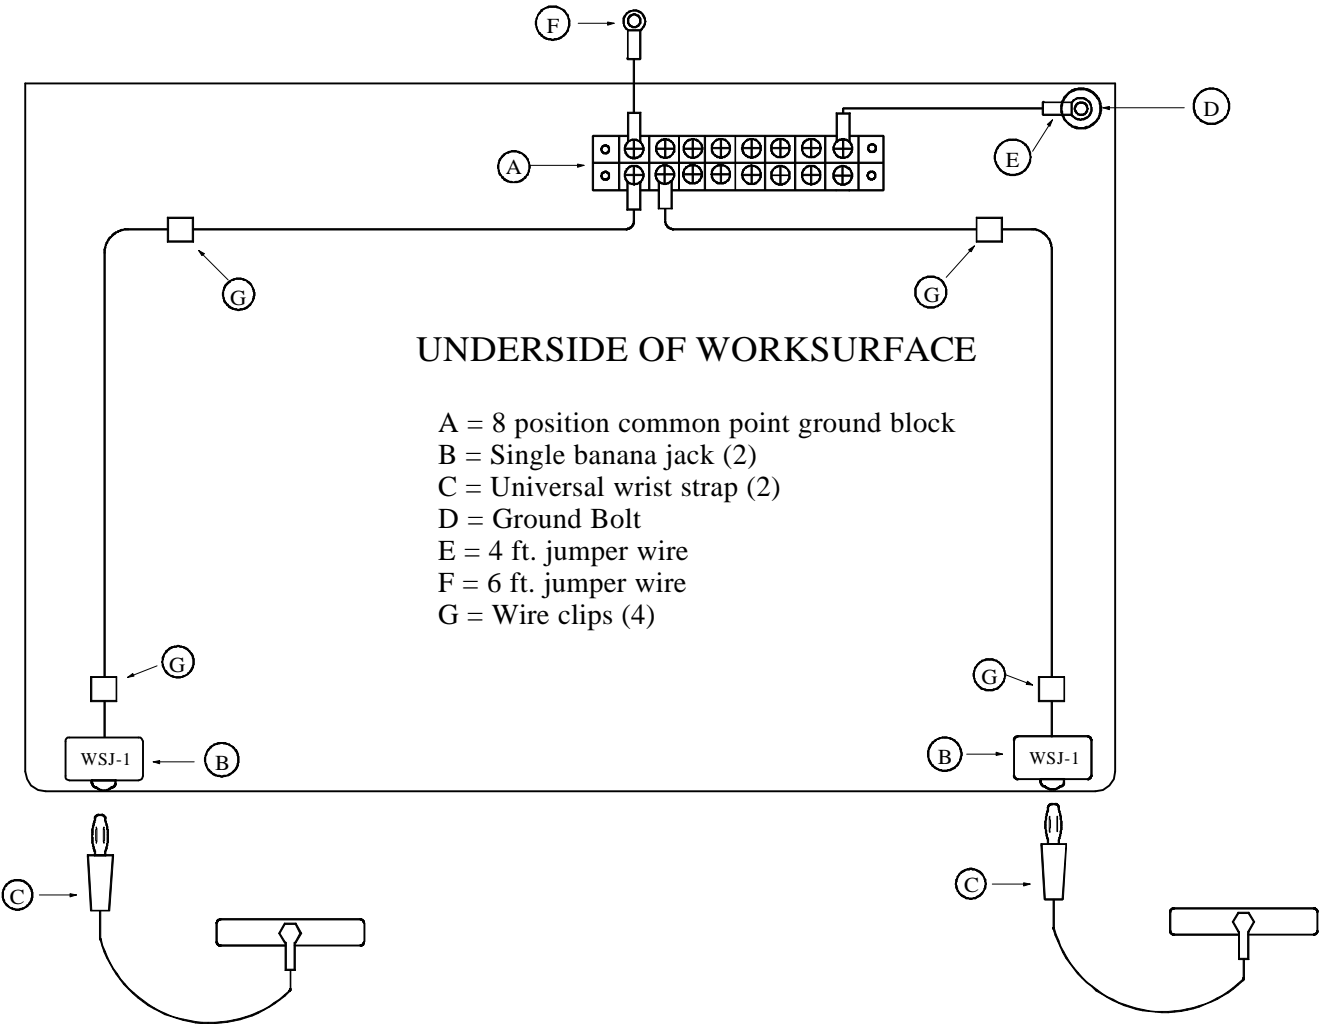 F
D
E
A
G
G
UNDERSIDE OF WORKSURFACE
A = 8 position common point ground block
B = Single banana jack (2)
C = Universal wrist strap (2)
D = Ground Bolt
E = 4 ft. jumper wire
F = 6 ft. jumper wire
G = Wire clips (4)
G
G
WSJ-1
B
B
WSJ-1
C
C